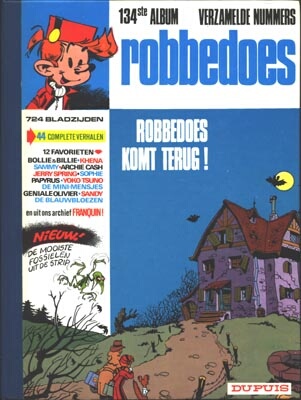 134ste ALBUM VERZAMELDE NUMMERS
robbedoes
724 BLADZIJDEN
44 COMPLETE VERHALEN
12 FAVORIETEN
BOLLIE & BILLIE - KHENA
SAMMY - ARCHIE CASH
JERRY SPRING - SOPHIE
PAPYRUS - YOKO TSUNO
DE MINI-MENSJES
GENIALE OLIVIER - SANDY
DE BLAUWBLOEZEN
en uit ons archief FRANQUIN!
NIEUW!
DE MOOISTE
FOSSIELEN
UIT DE STRIP
ROBBEDOES
KOMT TERUG!
DUPUIS